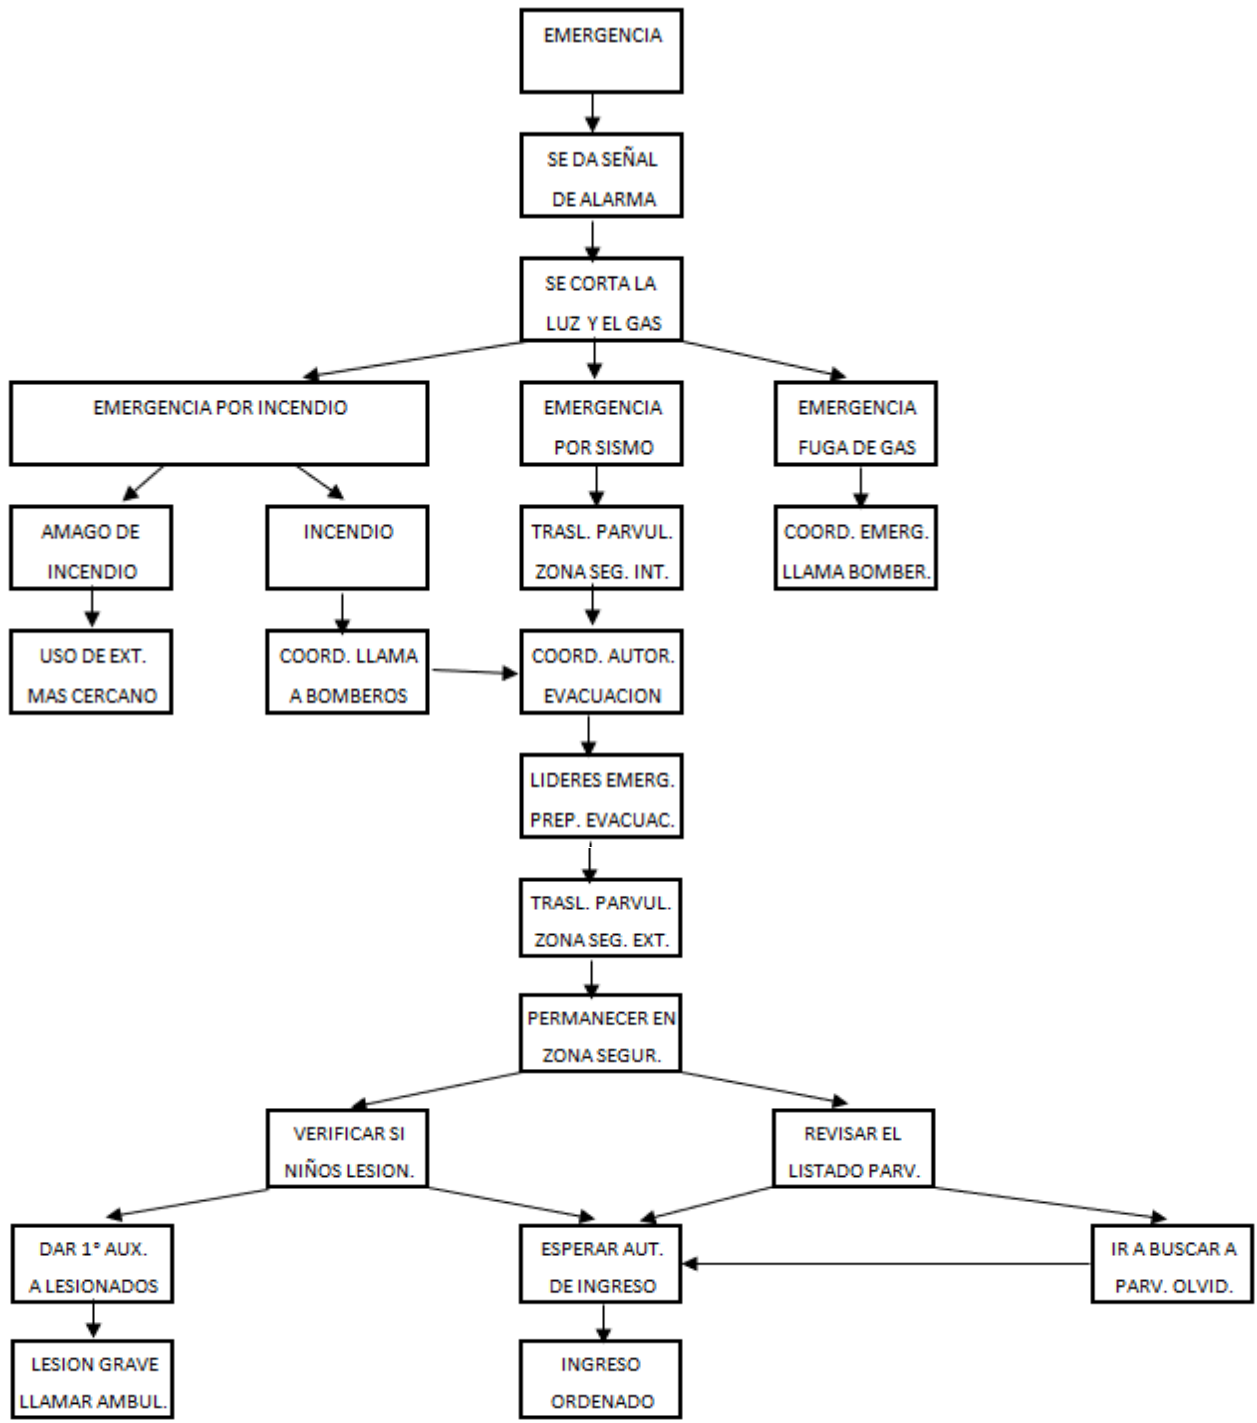 EMERGENCIA
SE DA SEÑAL
DE ALARMA
SE CORTA LA
LUZ Y EL GAS
EMERGENCIA POR INCENDIO
EMERGENCIA
POR SISMO
EMERGENCIA
FUGA DE GAS
AMAGO DE
INCENDIO
INCENDIO
TRASL. PARVUL.
ZONA SEG. INT.
COORD. EMERG.
LLAMA BOMBER.
USO DE EXT.
MAS CERCANO
COORD. LLAMA
A BOMBEROS
COORD. AUTOR.
EVACUACION
LIDERES EMERG.
PREP. EVACUAC.
TRASL. PARVUL.
ZONA SEG. EXT.
PERMANECER EN
ZONA SEGUR.
VERIFICAR SI
NIÑOS LESION.
REVISAR EL
LISTADO PARV.
DAR 1° AUX.
A LESIONADOS
ESPERAR AUT.
DE INGRESO
IR A BUSCAR A
PARV. OLVID.
LESION GRAVE
LLAMAR AMBUL.
INGRESO
ORDENADO